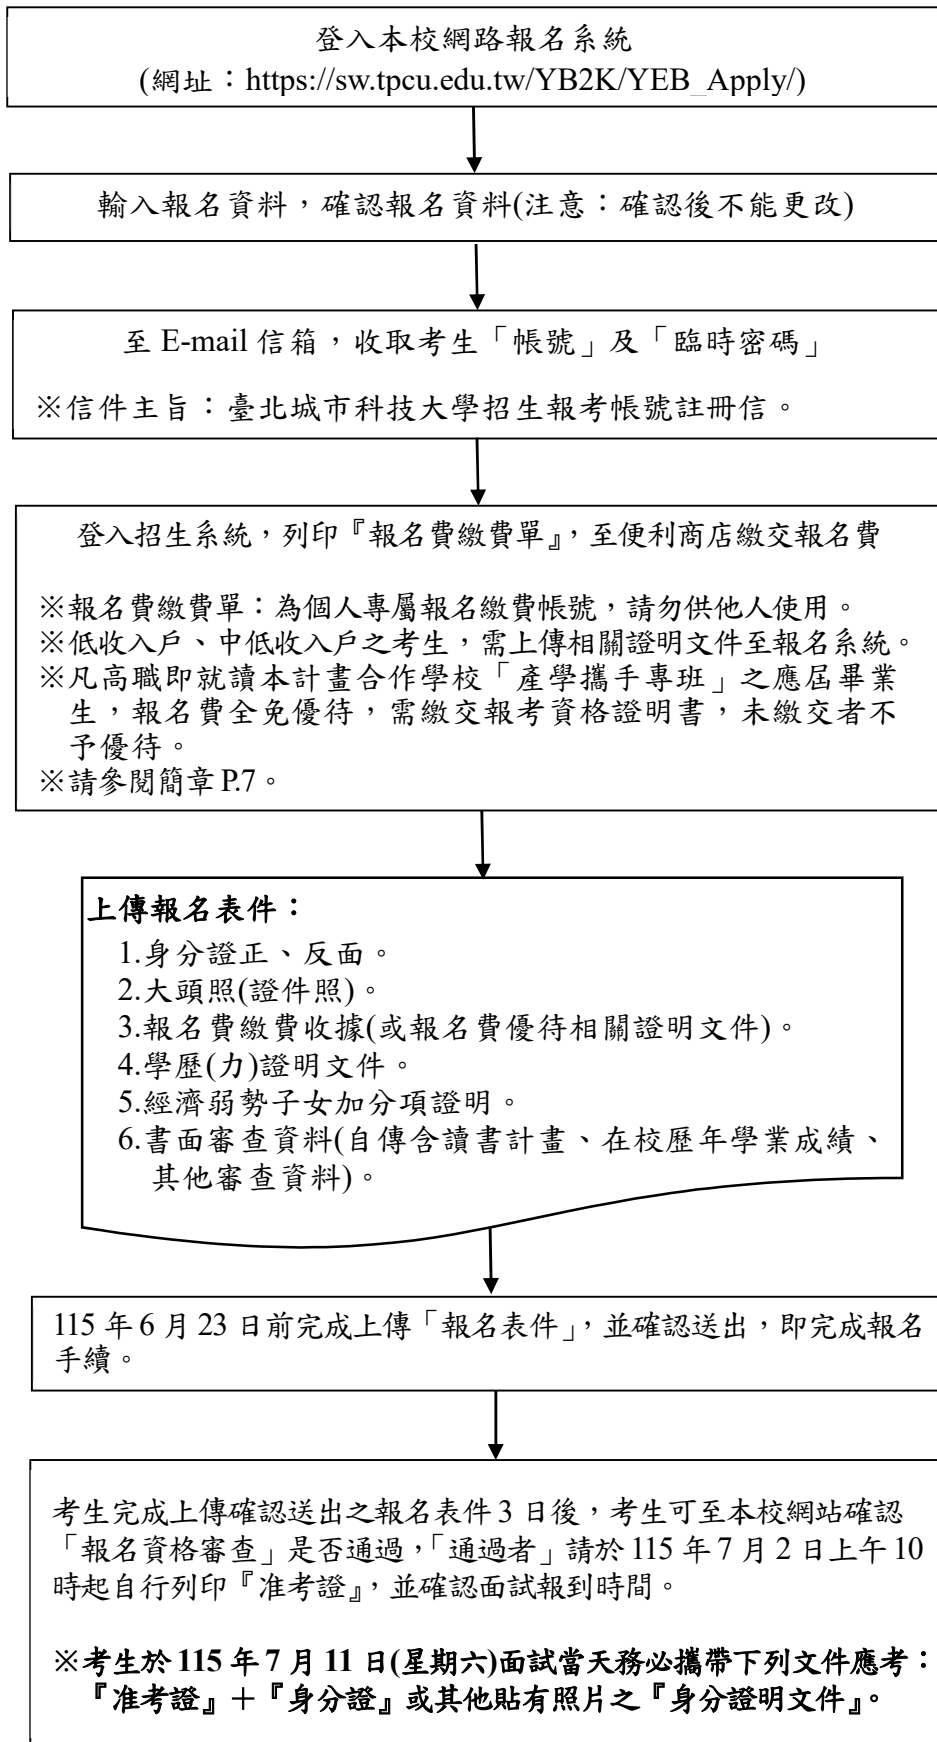 登入本校網路報名系統
(網址：https://sw.tpcu.edu.tw/YB2K/YEB_Apply/)
輸入報名資料，確認報名資料(注意：確認後不能更改)
至 E-mail 信箱，收取考生「帳號」及「臨時密碼」
※信件主旨：臺北城市科技大學招生報考帳號註冊信。
登入招生系統，列印『報名費繳費單』，至便利商店繳交報名費
※報名費繳費單：為個人專屬報名繳費帳號，請勿供他人使用。
※低收入戶、中低收入戶之考生，需上傳相關證明文件至報名系統。
※凡高職即就讀本計畫合作學校「產學攜手專班」之應屆畢業
生，報名費全免優待，需繳交報考資格證明書，未繳交者不
予優待。
※請參閱簡章 P.7。
上傳報名表件：
1.身分證正、反面。
2.大頭照(證件照)。
3.報名費繳費收據(或報名費優待相關證明文件)。
4.學歷(力)證明文件。
5.經濟弱勢子女加分項證明。
6.書面審查資料(自傳含讀書計畫、在校歷年學業成績、
其他審查資料)。
115 年 6 月 23 日前完成上傳「報名表件」，並確認送出，即完成報名
手續。
考生完成上傳確認送出之報名表件 3 日後，考生可至本校網站確認
「報名資格審查」是否通過，「通過者」請於 115 年 7 月 2 日上午 10
時起自行列印『准考證』，並確認面試報到時間。
※考生於 115 年 7 月 11 日(星期六)面試當天務必攜帶下列文件應考：
『准考證』＋『身分證』或其他貼有照片之『身分證明文件』。